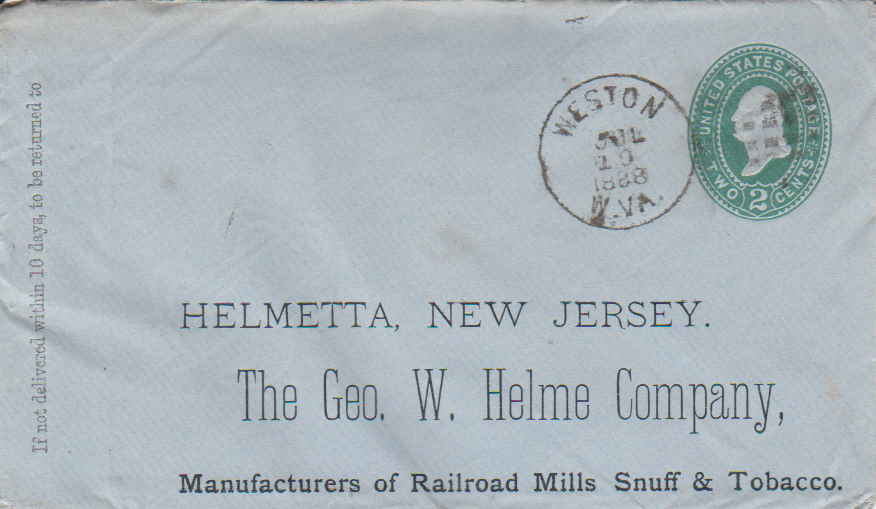 If not delivered within 10 days, to be returned to
WESTON
JUL
10
1888
W.VA.
UNITED STATES POSTAGE
TWO 2 CENTS
HELMETTA, NEW JERSEY.
The Geo. W. Helme Company,
Manufacturers of Railroad Mills Snuff & Tobacco.